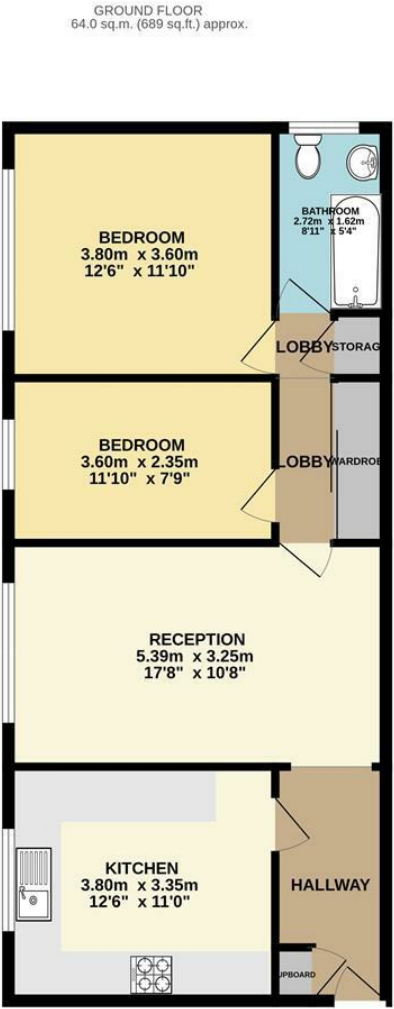 GROUND FLOOR
64.0 sq.m. (689 sq.ft.) approx.
BATHROOM
2.72m x 1.62m
8'11" x 5'4"
BEDROOM
3.80m x 3.60m
12'6" x 11'10"
LOBBY
STORAG
BEDROOM
3.60m x 2.35m
11'10" x 7'9"
LOBBY
WARDROB
RECEPTION
5.39m x 3.25m
17'8" x 10'8"
KITCHEN
3.80m x 3.35m
12'6" x 11'0"
HALLWAY
UPBOARD